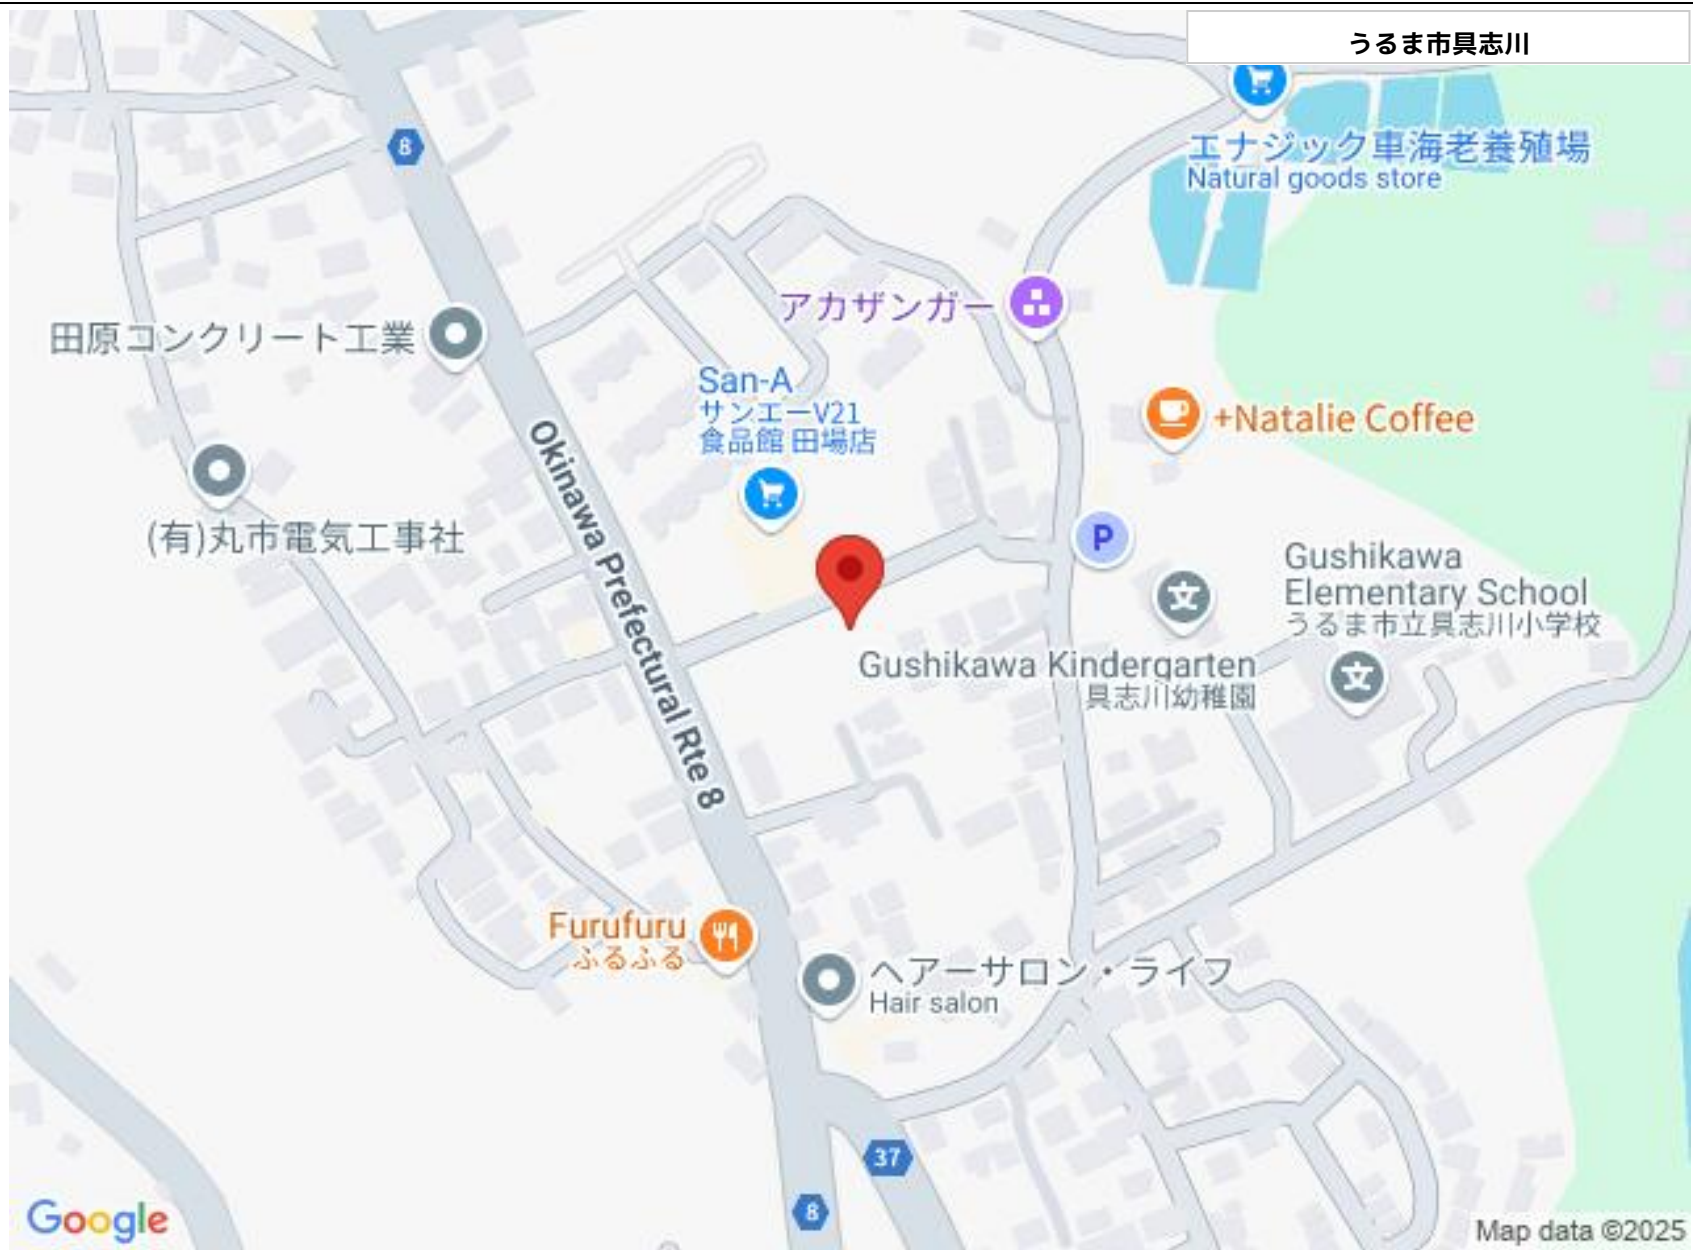 うるま市具志川
8
エナジック車海老養殖場
Natural goods store
アカザンガー
田原コンクリート工業
San-A
サンエーV21
食品館 田場店
+Natalie Coffee
Okinawa Prefectural Rte 8
(有)丸市電気工事社
P
文
Gushikawa
Elementary School
うるま市立具志川小学校
文
Gushikawa Kindergarten
具志川幼稚園
Furufuru
ふるふる
ヘアーサロン・ライフ
Hair salon
37
8
Google
Map data ©2025